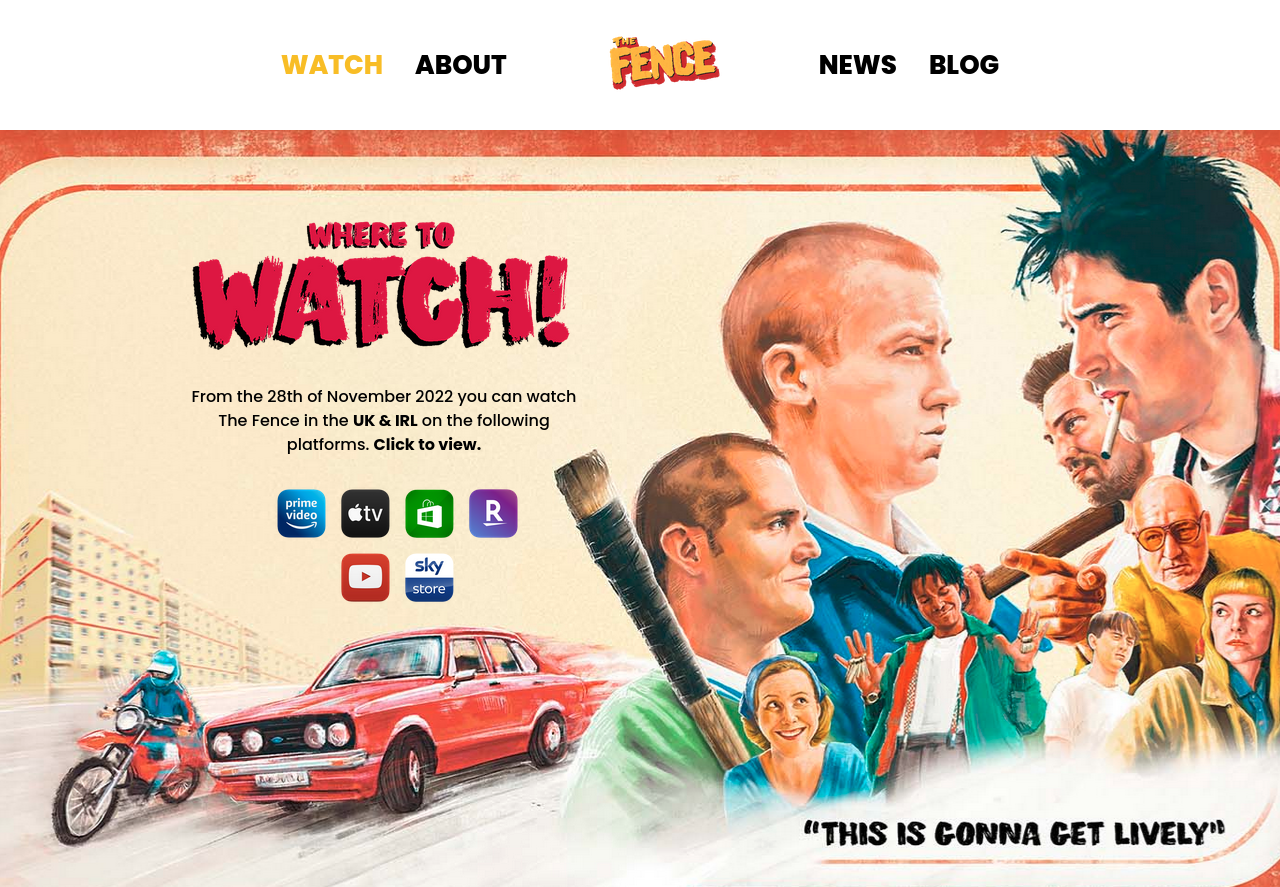 WATCH
ABOUT
THE
FENCE
NEWS
BLOG
WHERE TO
WATCH!
From the 28th of November 2022 you can watch
The Fence in the UK & IRL on the following
platforms. Click to view.
prime
video
tv
R
sky
store
“THIS IS GONNA GET LIVELY”